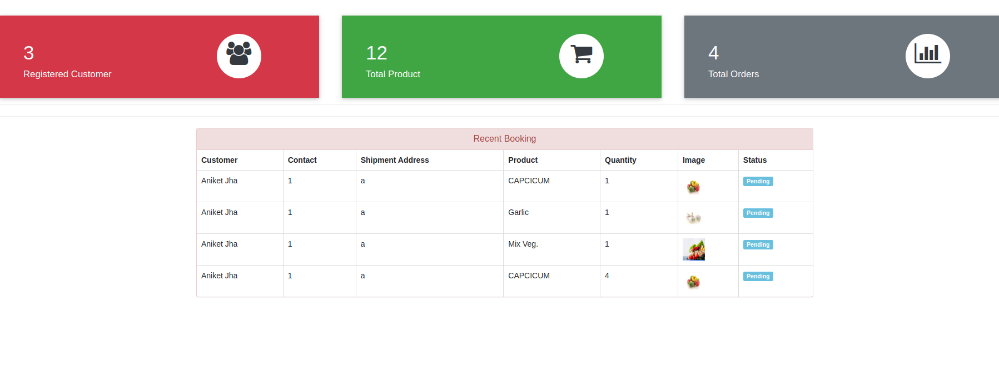 3
Registered Customer
12
Total Product
4
Total Orders
Recent Booking
Customer Contact Shipment Address Product Quantity Image Status
Aniket Jha 1 a CAPCICUM 1 Pending
Aniket Jha 1 a Garlic 1 Pending
Aniket Jha 1 a Mix Veg. 1 Pending
Aniket Jha 1 a CAPCICUM 4 Pending